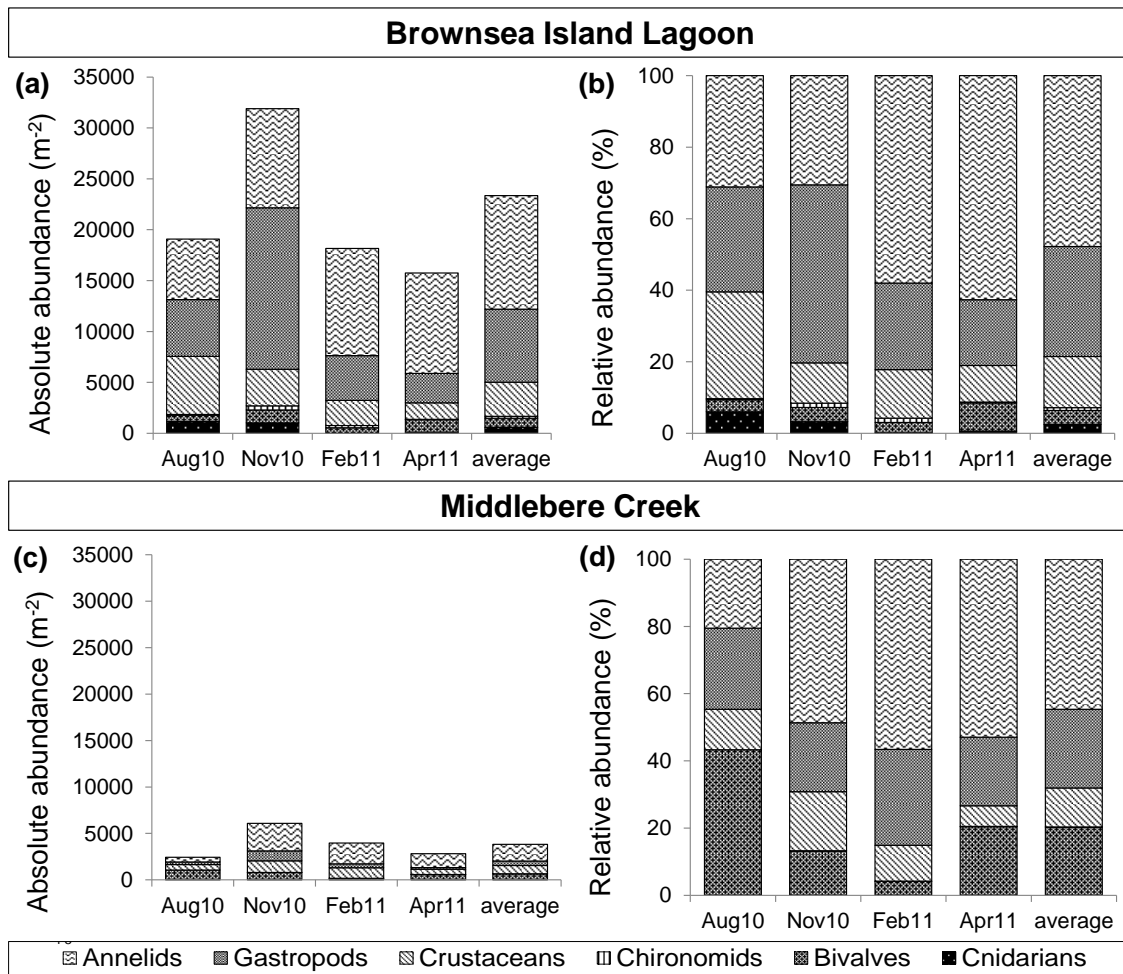 Brownsea Island Lagoon
(a)
Absolute abundance (m-2)
35000
30000
25000
20000
15000
10000
5000
0
Aug10 Nov10 Feb11 Apr11 average
(b)
Relative abundance (%)
100
80
60
40
20
0
Aug10 Nov10 Feb11 Apr11 average
Middlebere Creek
(c)
Absolute abundance (m-2)
35000
30000
25000
20000
15000
10000
5000
0
Aug10 Nov10 Feb11 Apr11 average
(d)
Relative abundance (%)
100
80
60
40
20
0
Aug10 Nov10 Feb11 Apr11 average
Annelids Gastropods Crustaceans Chironomids Bivalves Cnidarians